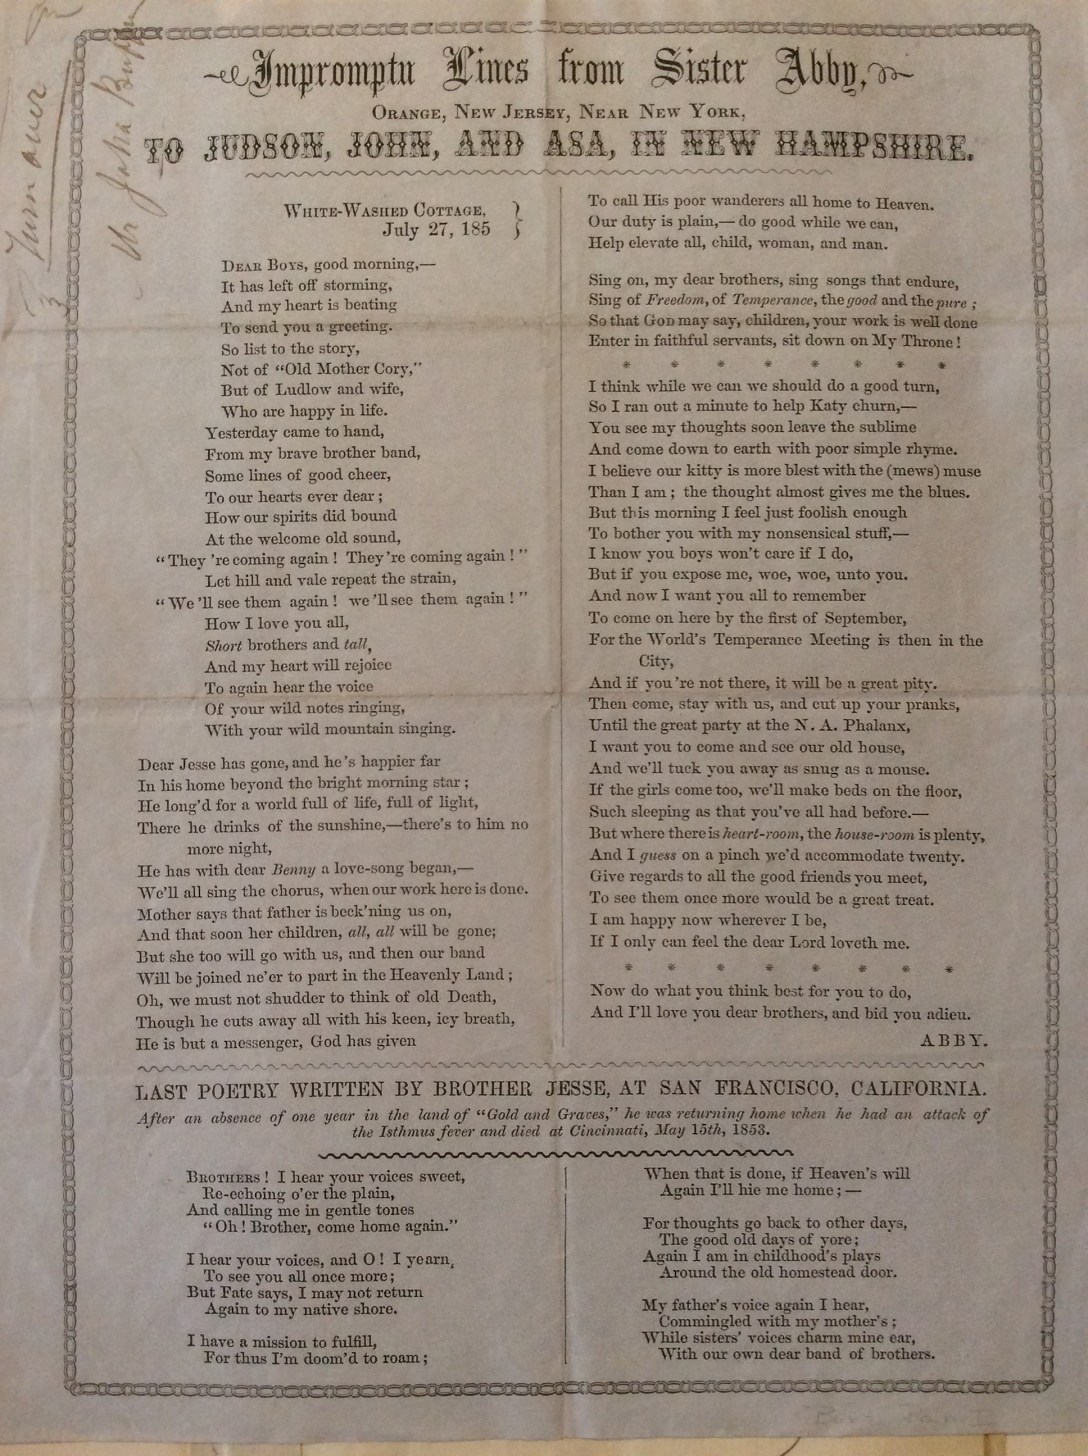 Turn over
Mr John
Impromptu Lines from Sister Abby,
Orange, New Jersey, Near New York,
TO JUDSON, JOHN, AND ASA, IN NEW HAMPSHIRE.
White-Washed Cottage, }
July 27, 185 }
Dear Boys, good morning,—
It has left off storming,
And my heart is beating
To send you a greeting.
So list to the story,
Not of "Old Mother Cory,"
But of Ludlow and wife,
Who are happy in life.
Yesterday came to hand,
From my brave brother band,
Some lines of good cheer,
To our hearts ever dear;
How our spirits did bound
At the welcome old sound,
"They 're coming again! They're coming again!"
Let hill and vale repeat the strain,
"We'll see them again! we'll see them again!"
How I love you all,
Short brothers and tall,
And my heart will rejoice
To again hear the voice
Of your wild notes ringing,
With your wild mountain singing.
Dear Jesse has gone, and he's happier far
In his home beyond the bright morning star;
He long'd for a world full of life, full of light,
There he drinks of the sunshine,—there's to him no
more night,
He has with dear Benny a love-song began,—
We'll all sing the chorus, when our work here is done.
Mother says that father is beck'ning us on,
And that soon her children, all, all will be gone;
But she too will go with us, and then our band
Will be joined ne'er to part in the Heavenly Land;
Oh, we must not shudder to think of old Death,
Though he cuts away all with his keen, icy breath,
He is but a messenger, God has given
To call His poor wanderers all home to Heaven.
Our duty is plain,— do good while we can,
Help elevate all, child, woman, and man.
Sing on, my dear brothers, sing songs that endure,
Sing of Freedom, of Temperance, the good and the pure;
So that God may say, children, your work is well done
Enter in faithful servants, sit down on My Throne!
* * * * * * * *
I think while we can we should do a good turn,
So I ran out a minute to help Katy churn,—
You see my thoughts soon leave the sublime
And come down to earth with poor simple rhyme.
I believe our kitty is more blest with the (mews) muse
Than I am; the thought almost gives me the blues.
But this morning I feel just foolish enough
To bother you with my nonsensical stuff,—
I know you boys won't care if I do,
But if you expose me, woe, woe, unto you.
And now I want you all to remember
To come on here by the first of September,
For the World's Temperance Meeting is then in the
City,
And if you're not there, it will be a great pity.
Then come, stay with us, and cut up your pranks,
Until the great party at the N. A. Phalanx,
I want you to come and see our old house,
And we'll tuck you away as snug as a mouse.
If the girls come too, we'll make beds on the floor,
Such sleeping as that you've all had before.—
But where there is heart-room, the house-room is plenty,
And I guess on a pinch we'd accommodate twenty.
Give regards to all the good friends you meet,
To see them once more would be a great treat.
I am happy now wherever I be,
If I only can feel the dear Lord loveth me.
* * * * * * * *
Now do what you think best for you to do,
And I'll love you dear brothers, and bid you adieu.
ABBY.
LAST POETRY WRITTEN BY BROTHER JESSE, AT SAN FRANCISCO, CALIFORNIA.
After an absence of one year in the land of "Gold and Graves," he was returning home when he had an attack of
the Isthmus fever and died at Cincinnati, May 15th, 1853.
Brothers! I hear your voices sweet,
Re-echoing o'er the plain,
And calling me in gentle tones
"Oh! Brother, come home again."
I hear your voices, and O! I yearn,
To see you all once more;
But Fate says, I may not return
Again to my native shore.
I have a mission to fulfill,
For thus I'm doom'd to roam;
When that is done, if Heaven's will
Again I'll hie me home;—
For thoughts go back to other days,
The good old days of yore;
Again I am in childhood's plays
Around the old homestead door.
My father's voice again I hear,
Commingled with my mother's;
While sisters' voices charm mine ear,
With our own dear band of brothers.